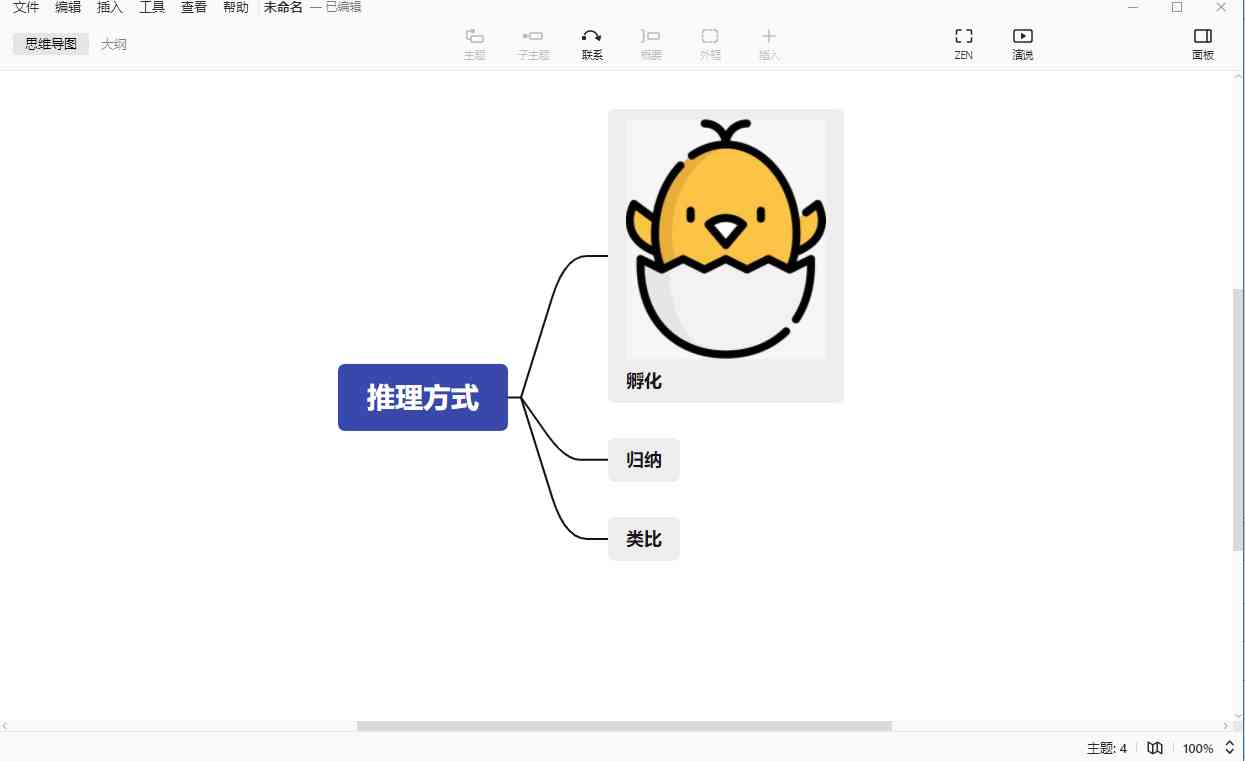 文件 编辑 插入 工具 查看 帮助 未命名 — 已编辑
思维导图 大纲 主题 子主题 联系 概要 外框 插入 ZEN 演说 面板
孵化
推理方式
归纳
类比
主题: 4 100%